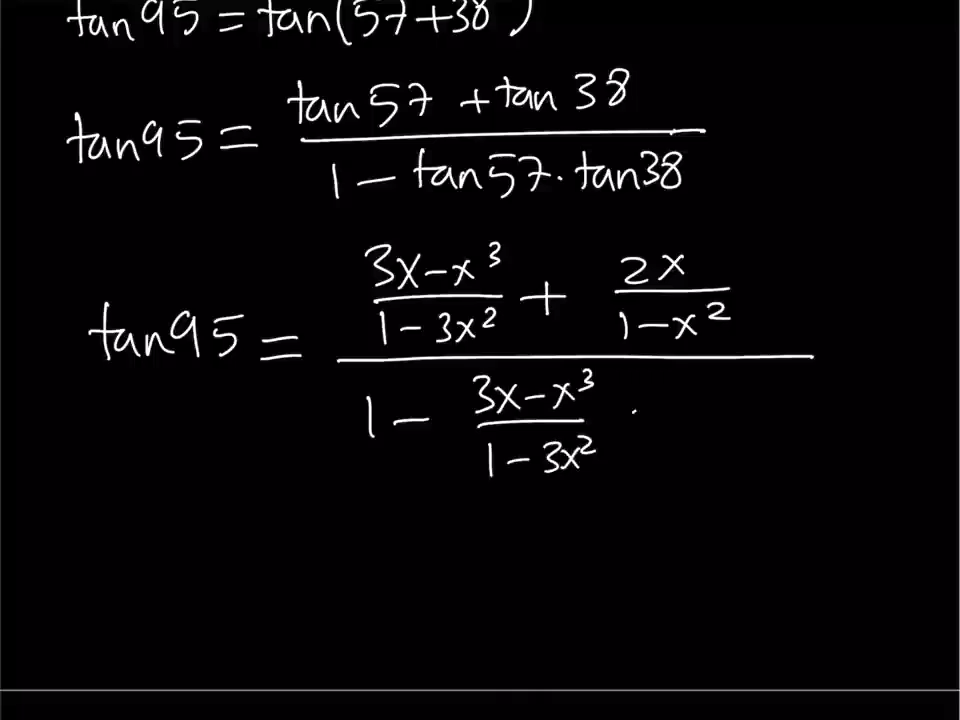 tan95 = tan(57+38)
tan95 = (tan57 + tan38)/(1 - tan57 · tan38)
tan95 = ((3x-x³)/(1-3x²) + 2x/(1-x²))/(1 - (3x-x³)/(1-3x²) ·